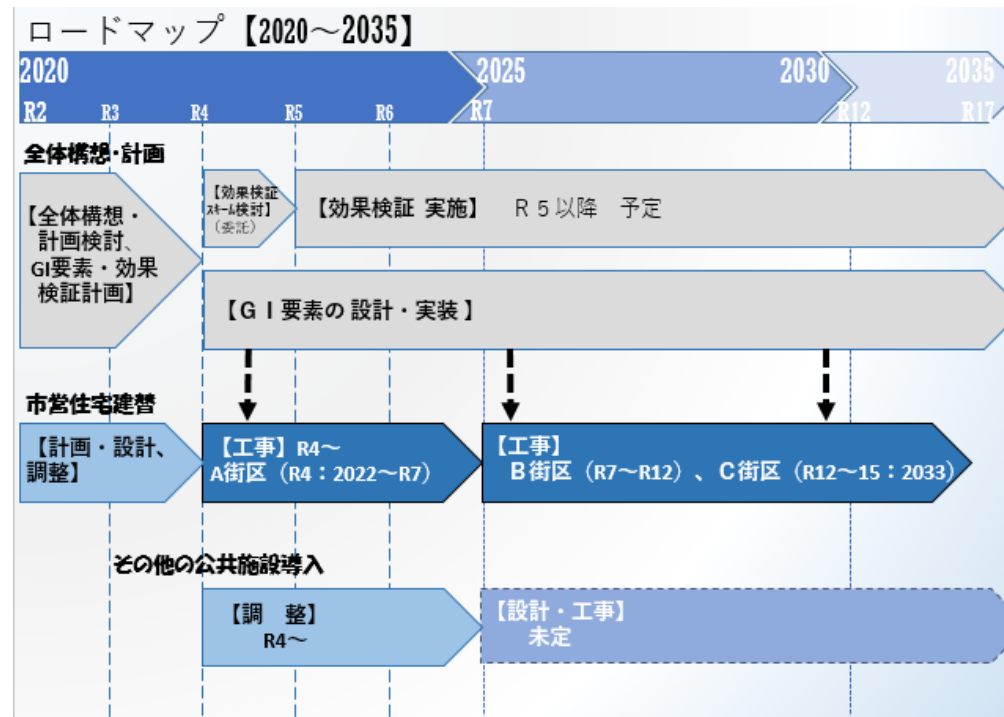 ロードマップ【2020～2035】
2020 2025 2030 2035
R2 R3 R4 R5 R6 R7 R12 R17
全体構想・計画
【全体構想・
計画検討、
GI要素・効果
検証計画】
【効果検証
スキーム検討】
（委託）
【効果検証 実施】 R５以降 予定
【ＧＩ要素の設計・実装】
市営住宅建替
【計画・設計、
調整】
【工事】R4～
A街区（R4：2022～R7）
【工事】
Ｂ街区（R7～R12）、Ｃ街区（R12～15：2033）
その他の公共施設導入
【調 整】
R4～
【設計・工事】
未定